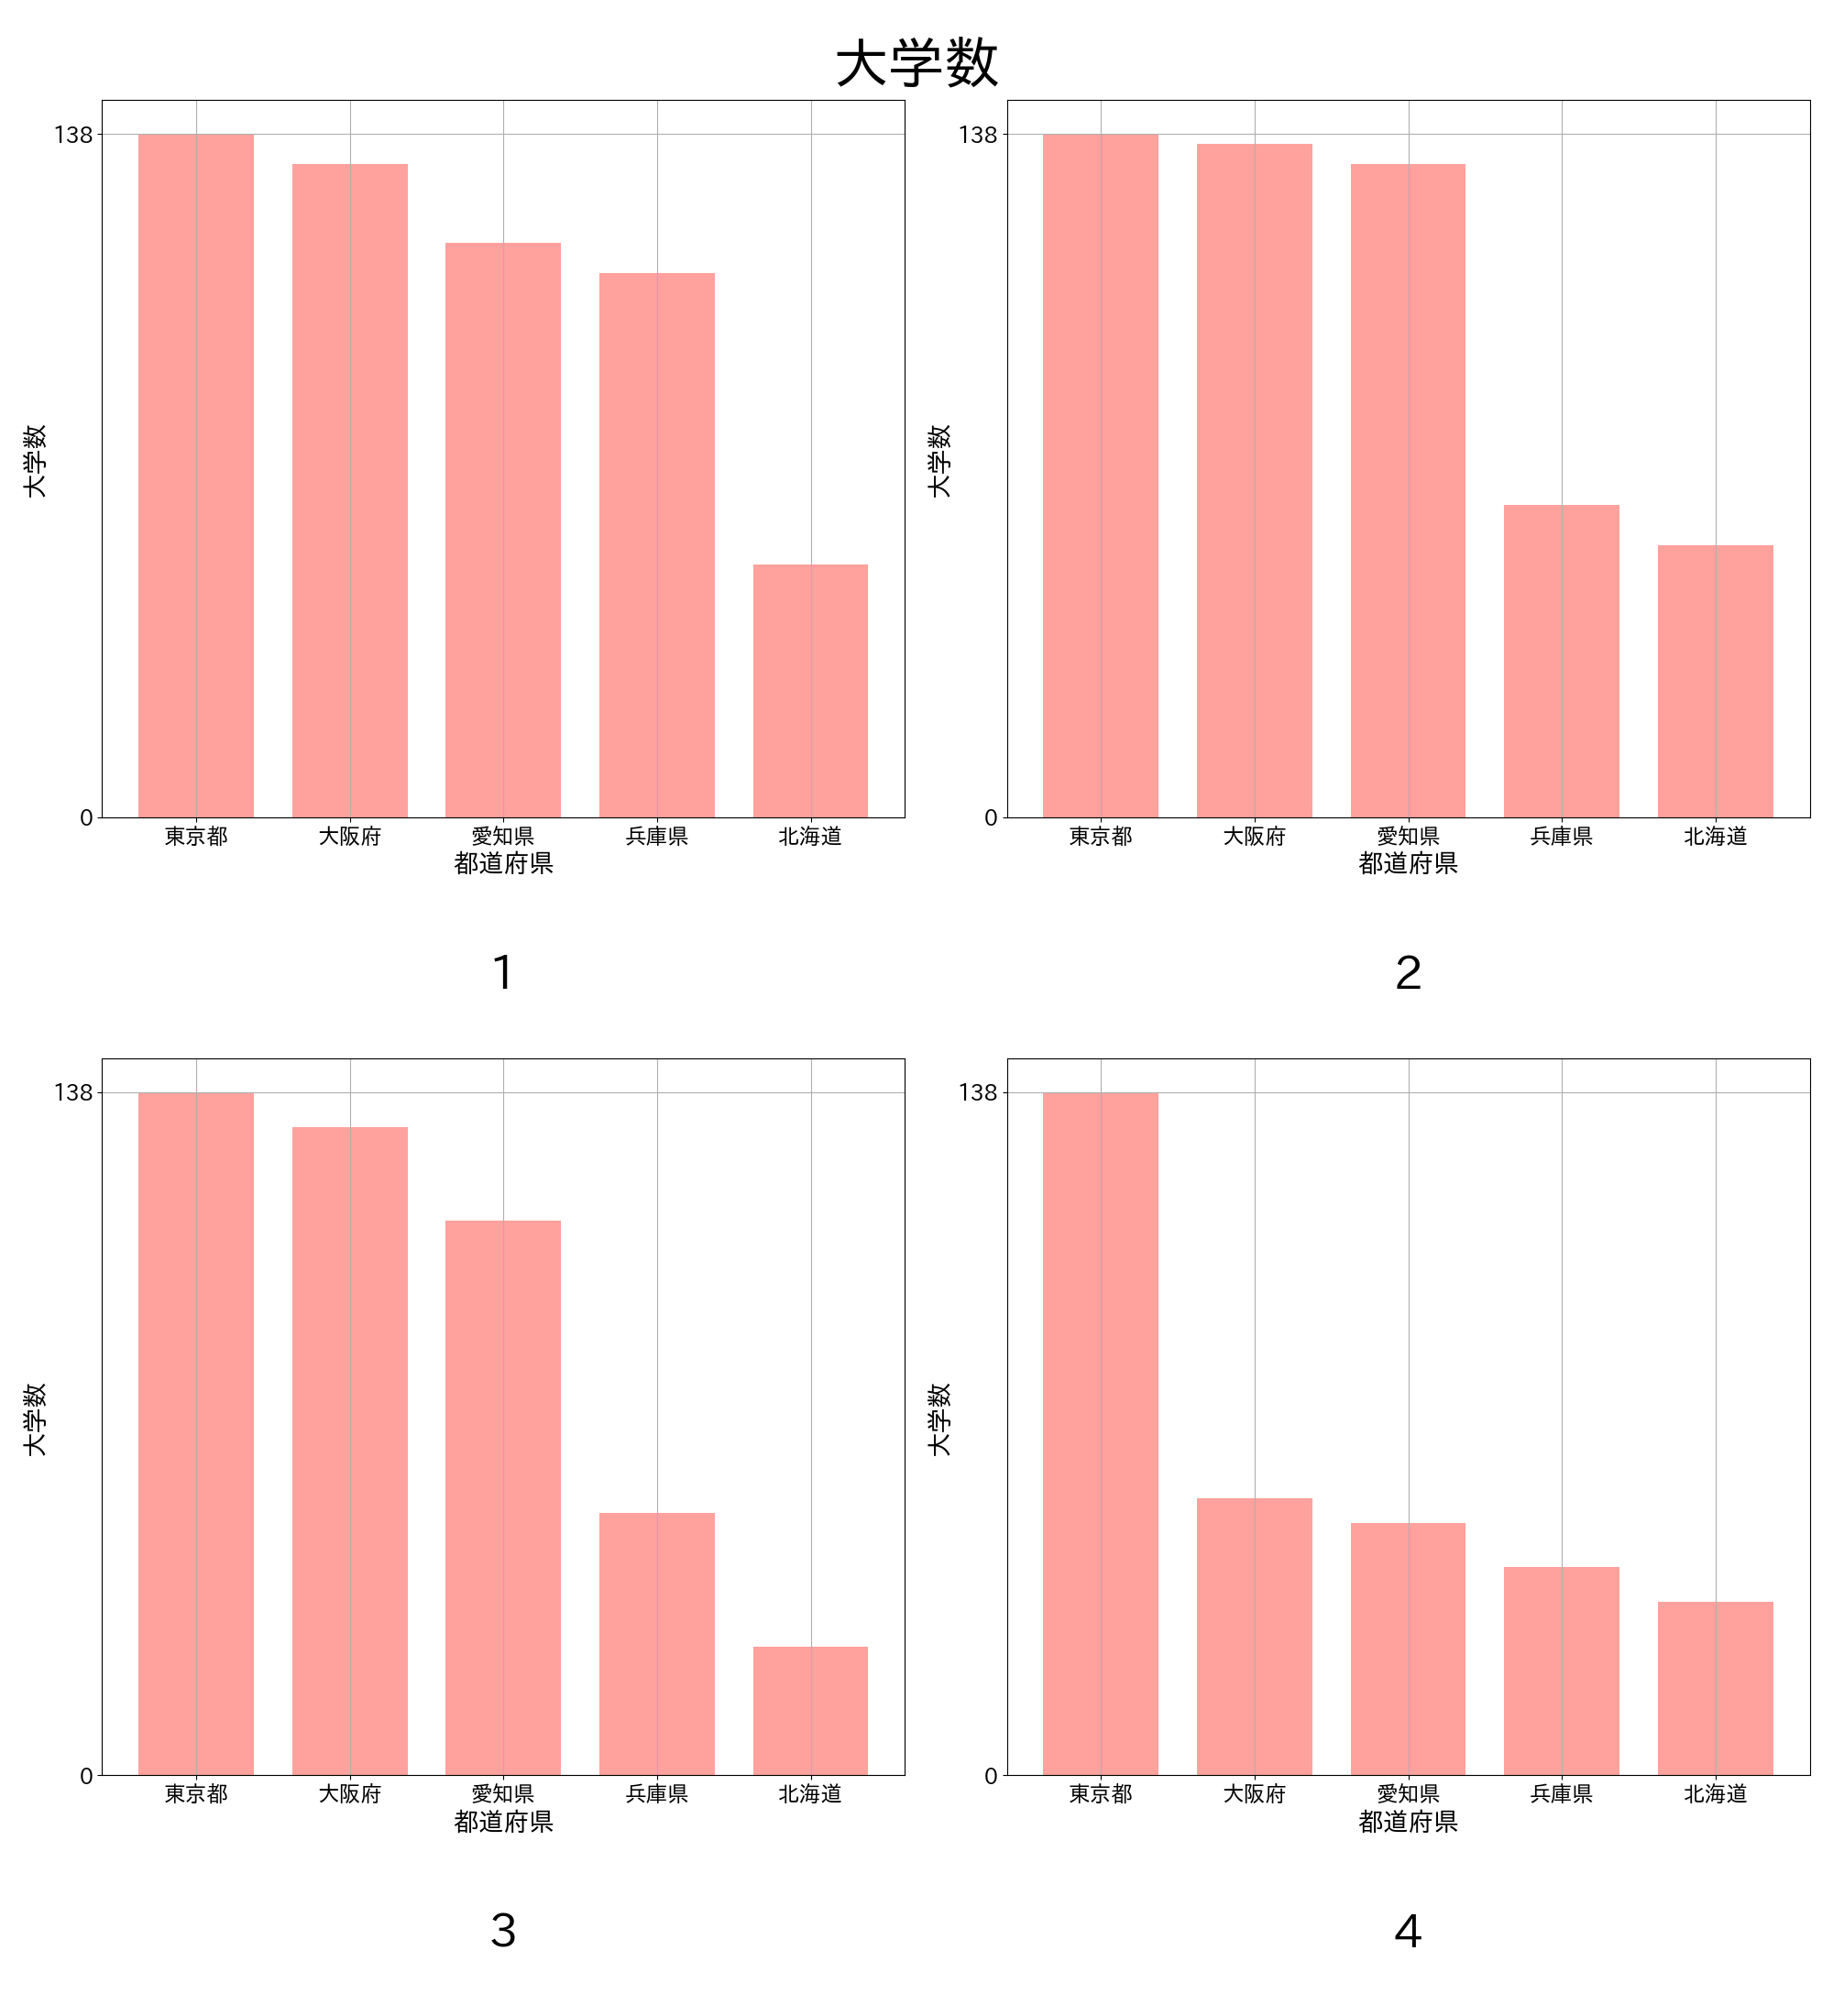 大学数
138
0
大学数
東京都 大阪府 愛知県 兵庫県 北海道
都道府県
1
138
0
大学数
東京都 大阪府 愛知県 兵庫県 北海道
都道府県
2
138
0
大学数
東京都 大阪府 愛知県 兵庫県 北海道
都道府県
3
138
0
大学数
東京都 大阪府 愛知県 兵庫県 北海道
都道府県
4